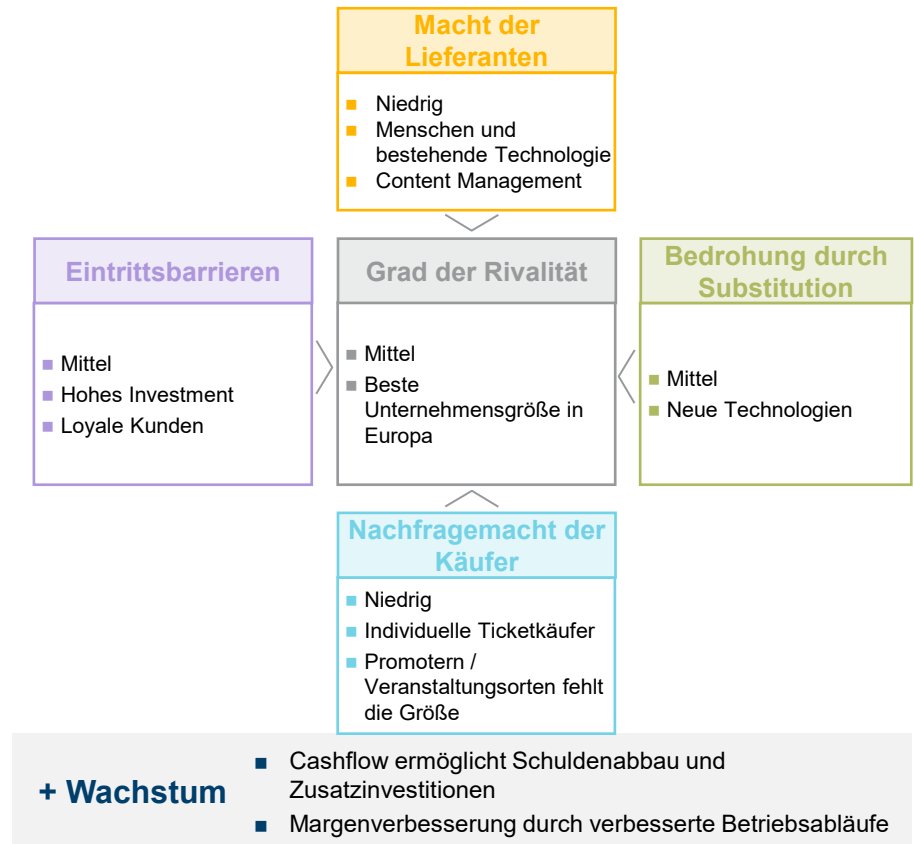 Macht der
Lieferanten
Niedrig
Menschen und
bestehende Technologie
Content Management
Eintrittsbarrieren
Mittel
Hohes Investment
Loyale Kunden
Grad der Rivalität
Mittel
Beste
Unternehmensgröße in
Europa
Bedrohung durch
Substitution
Mittel
Neue Technologien
Nachfragemacht der
Käufer
Niedrig
Individuelle Ticketkäufer
Promotern /
Veranstaltungsorten fehlt
die Größe
+ Wachstum
Cashflow ermöglicht Schuldenabbau und
Zusatzinvestitionen
Margenverbesserung durch verbesserte Betriebsabläufe